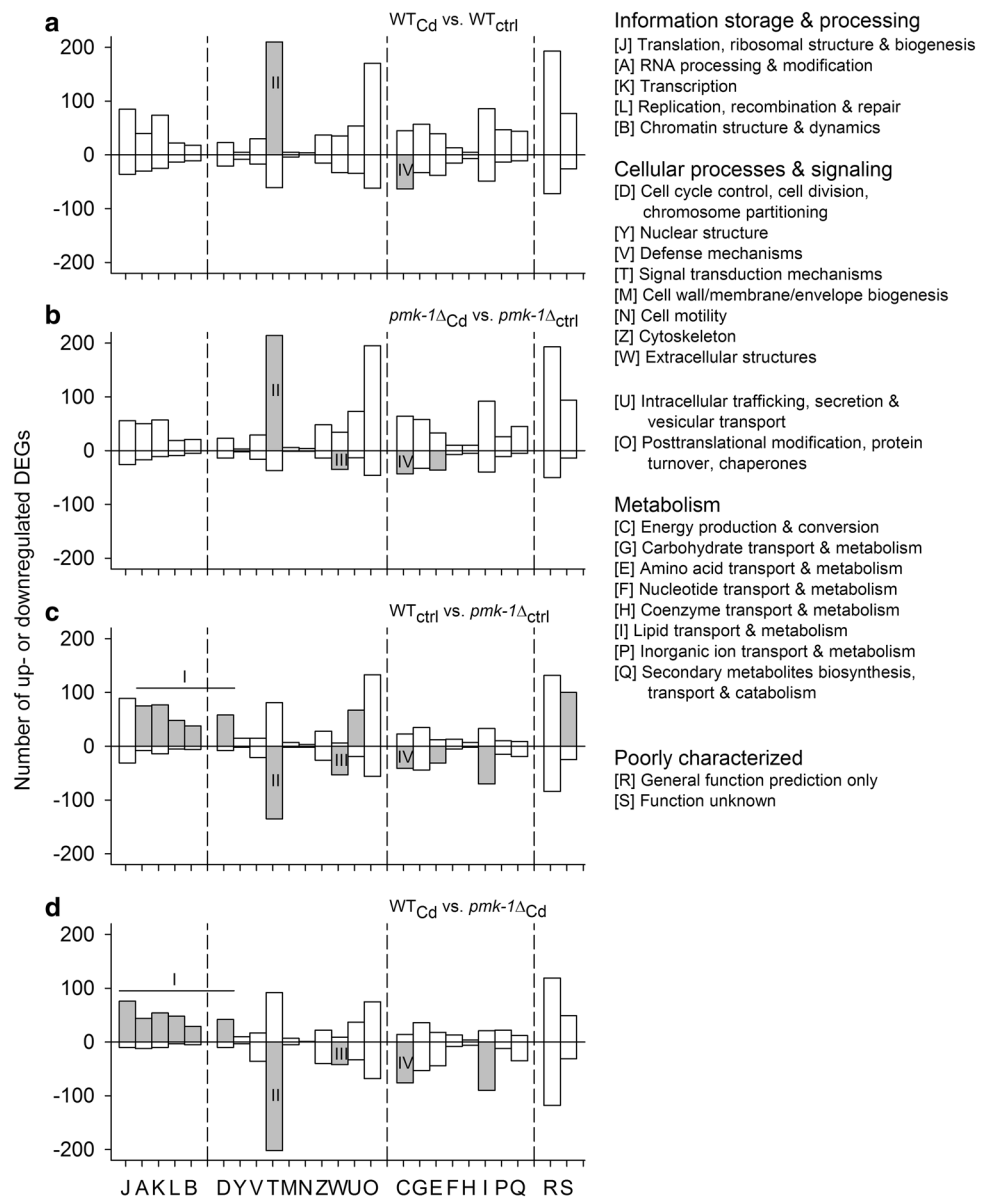 a
WTCd vs. WTctrl
200
100
0
-100
-200
II
IV
b
pmk-1ΔCd vs. pmk-1Δctrl
200
100
0
-100
-200
II
III
IV
c
WTctrl vs. pmk-1Δctrl
200
100
0
-100
-200
I
II
III
IV
d
WTCd vs. pmk-1ΔCd
200
100
0
-100
-200
I
II
III
IV
J A K L B D Y V T M N Z W U O C G E F H I P Q R S
Number of up- or downregulated DEGs
Information storage & processing
[J] Translation, ribosomal structure & biogenesis
[A] RNA processing & modification
[K] Transcription
[L] Replication, recombination & repair
[B] Chromatin structure & dynamics
Cellular processes & signaling
[D] Cell cycle control, cell division,
chromosome partitioning
[Y] Nuclear structure
[V] Defense mechanisms
[T] Signal transduction mechanisms
[M] Cell wall/membrane/envelope biogenesis
[N] Cell motility
[Z] Cytoskeleton
[W] Extracellular structures
[U] Intracellular trafficking, secretion &
vesicular transport
[O] Posttranslational modification, protein
turnover, chaperones
Metabolism
[C] Energy production & conversion
[G] Carbohydrate transport & metabolism
[E] Amino acid transport & metabolism
[F] Nucleotide transport & metabolism
[H] Coenzyme transport & metabolism
[I] Lipid transport & metabolism
[P] Inorganic ion transport & metabolism
[Q] Secondary metabolites biosynthesis,
transport & catabolism
Poorly characterized
[R] General function prediction only
[S] Function unknown